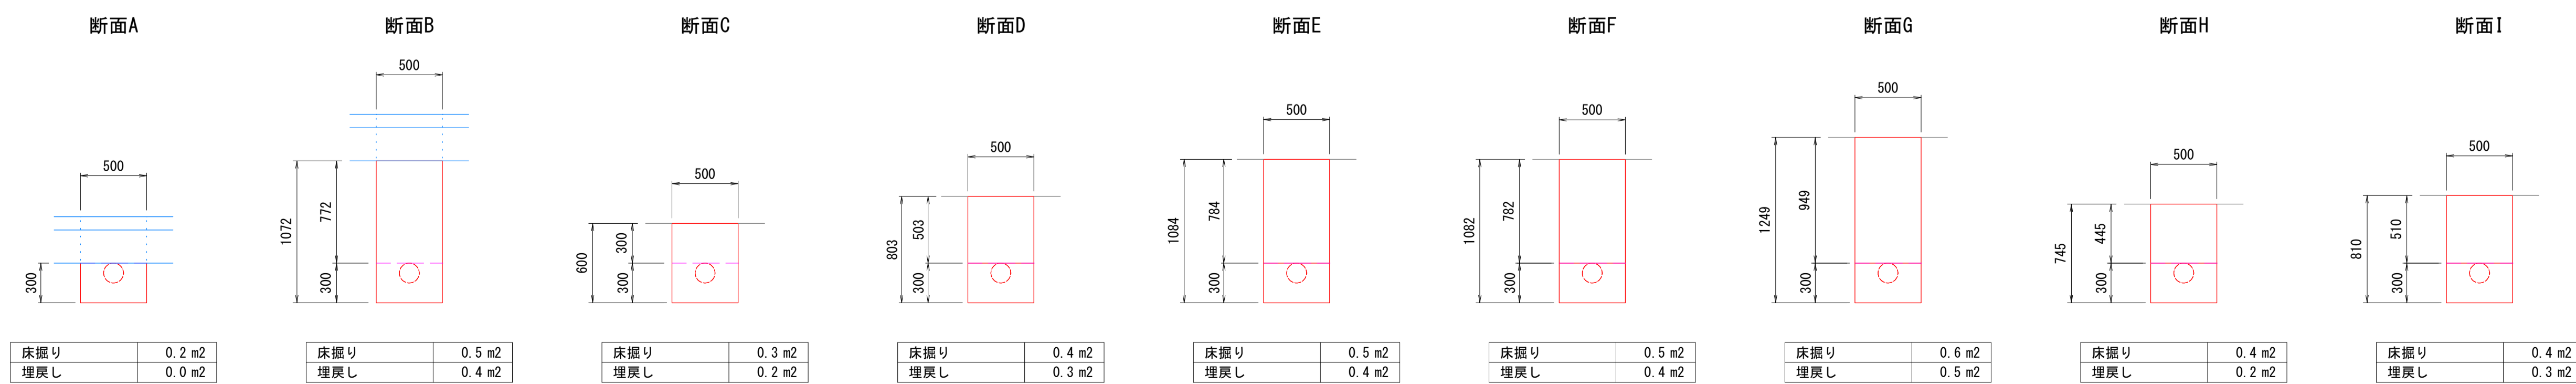 断面A
500
300
床掘り 0.2 m2
埋戻し 0.0 m2
断面B
500
1072
772
300
床掘り 0.5 m2
埋戻し 0.4 m2
断面C
500
600
300
300
床掘り 0.3 m2
埋戻し 0.2 m2
断面D
500
803
503
300
床掘り 0.4 m2
埋戻し 0.3 m2
断面E
500
1084
784
300
床掘り 0.5 m2
埋戻し 0.4 m2
断面F
500
1082
782
300
床掘り 0.5 m2
埋戻し 0.4 m2
断面G
500
1249
949
300
床掘り 0.6 m2
埋戻し 0.5 m2
断面H
500
745
445
300
床掘り 0.4 m2
埋戻し 0.2 m2
断面I
500
810
510
300
床掘り 0.4 m2
埋戻し 0.3 m2